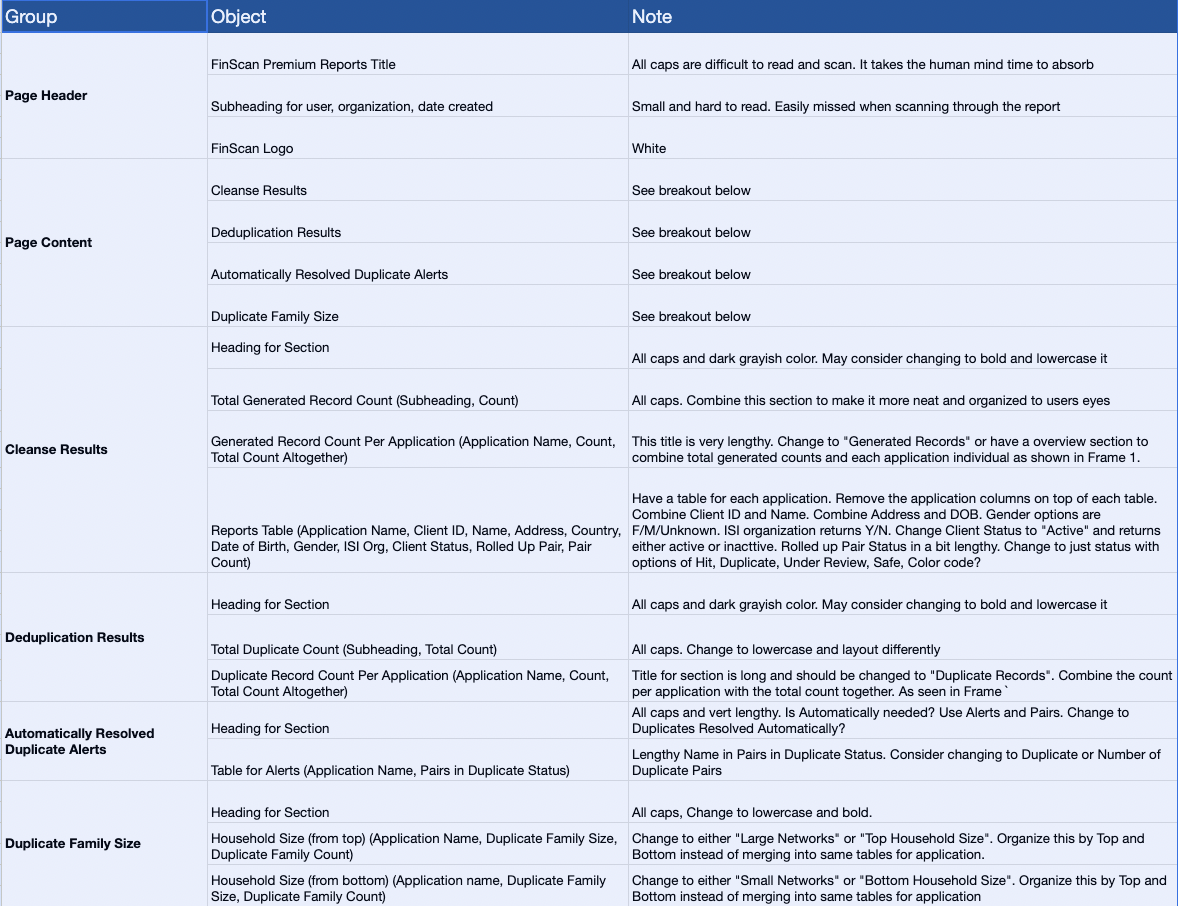 Group Object Note
Page Header
FinScan Premium Reports Title
All caps are difficult to read and scan. It takes the human mind time to absorb
Subheading for user, organization, date created
Small and hard to read. Easily missed when scanning through the report
FinScan Logo
White
Page Content
Cleanse Results
See breakout below
Deduplication Results
See breakout below
Automatically Resolved Duplicate Alerts
See breakout below
Duplicate Family Size
See breakout below
Cleanse Results
Heading for Section
All caps and dark grayish color. May consider changing to bold and lowercase it
Total Generated Record Count (Subheading, Count)
All caps. Combine this section to make it more neat and organized to users eyes
Generated Record Count Per Application (Application Name, Count,
Total Count Altogether)
This title is very lengthy. Change to "Generated Records" or have a overview section to
combine total generated counts and each application individual as shown in Frame 1.
Reports Table (Application Name, Client ID, Name, Address, Country,
Date of Birth, Gender, ISI Org, Client Status, Rolled Up Pair, Pair
Count)
Have a table for each application. Remove the application columns on top of each table.
Combine Client ID and Name. Combine Address and DOB. Gender options are
F/M/Unknown. ISI organization returns Y/N. Change Client Status to "Active" and returns
either active or inacttive. Rolled up Pair Status in a bit lengthy. Change to just status with
options of Hit, Duplicate, Under Review, Safe, Color code?
Deduplication Results
Heading for Section
All caps and dark grayish color. May consider changing to bold and lowercase it
Total Duplicate Count (Subheading, Total Count)
All caps. Change to lowercase and layout differently
Duplicate Record Count Per Application (Application Name, Count,
Total Count Altogether)
Title for section is long and should be changed to "Duplicate Records". Combine the count
per application with the total count together. As seen in Frame `
Automatically Resolved
Duplicate Alerts
Heading for Section
All caps and vert lengthy. Is Automatically needed? Use Alerts and Pairs. Change to
Duplicates Resolved Automatically?
Table for Alerts (Application Name, Pairs in Duplicate Status)
Lengthy Name in Pairs in Duplicate Status. Consider changing to Duplicate or Number of
Duplicate Pairs
Duplicate Family Size
Heading for Section
All caps, Change to lowercase and bold.
Household Size (from top) (Application Name, Duplicate Family Size,
Duplicate Family Count)
Change to either "Large Networks" or "Top Household Size". Organize this by Top and
Bottom instead of merging into same tables for application.
Household Size (from bottom) (Application name, Duplicate Family
Size, Duplicate Family Count)
Change to either "Small Networks" or "Bottom Household Size". Organize this by Top and
Bottom instead of merging into same tables for application